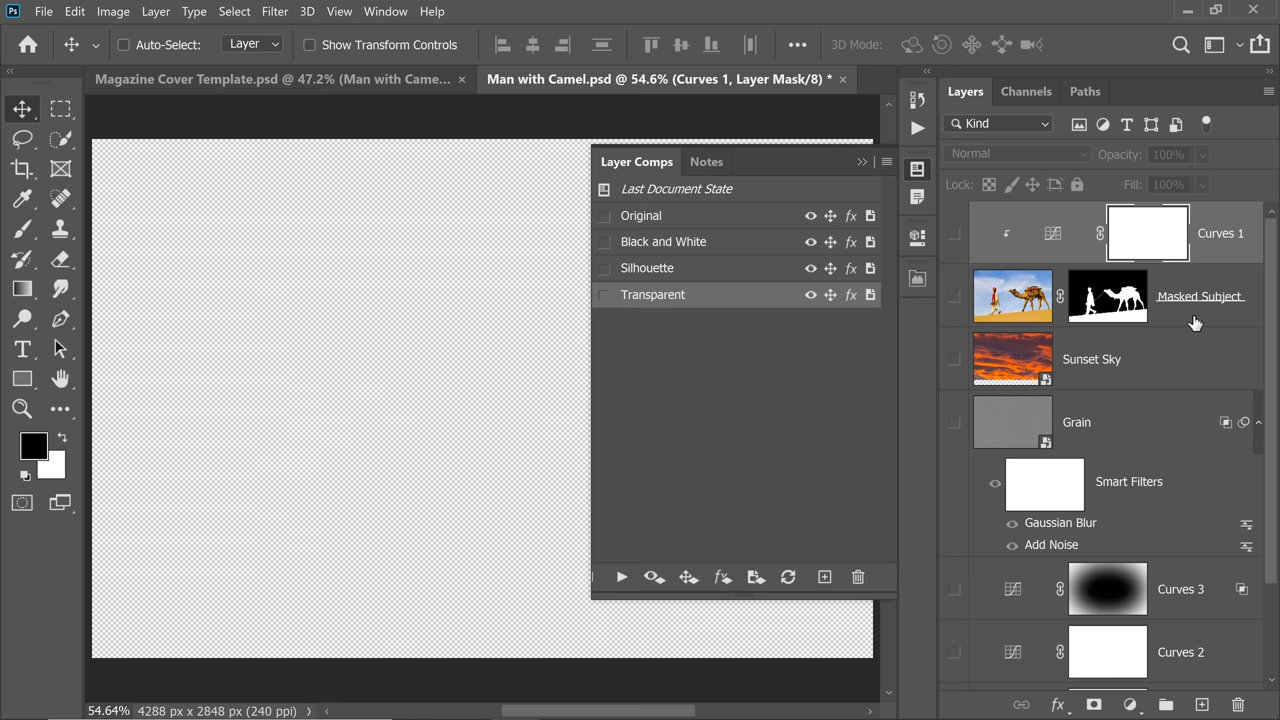 Ps File Edit Image Layer Type Select Filter 3D View Window Help
Auto-Select: Layer Show Transform Controls 3D Mode:
Magazine Cover Template.psd @ 47.2% (Man with Came... × Man with Camel.psd @ 54.6% (Curves 1, Layer Mask/8) * ×
Layers Channels Paths
Kind
Normal Opacity: 100%
Lock: Fill: 100%
Layer Comps Notes
Last Document State
Original
Black and White
Silhouette
Transparent
Curves 1
Masked Subject
Sunset Sky
Grain
Smart Filters
Gaussian Blur
Add Noise
Curves 3
Curves 2
54.64% 4288 px x 2848 px (240 ppi)